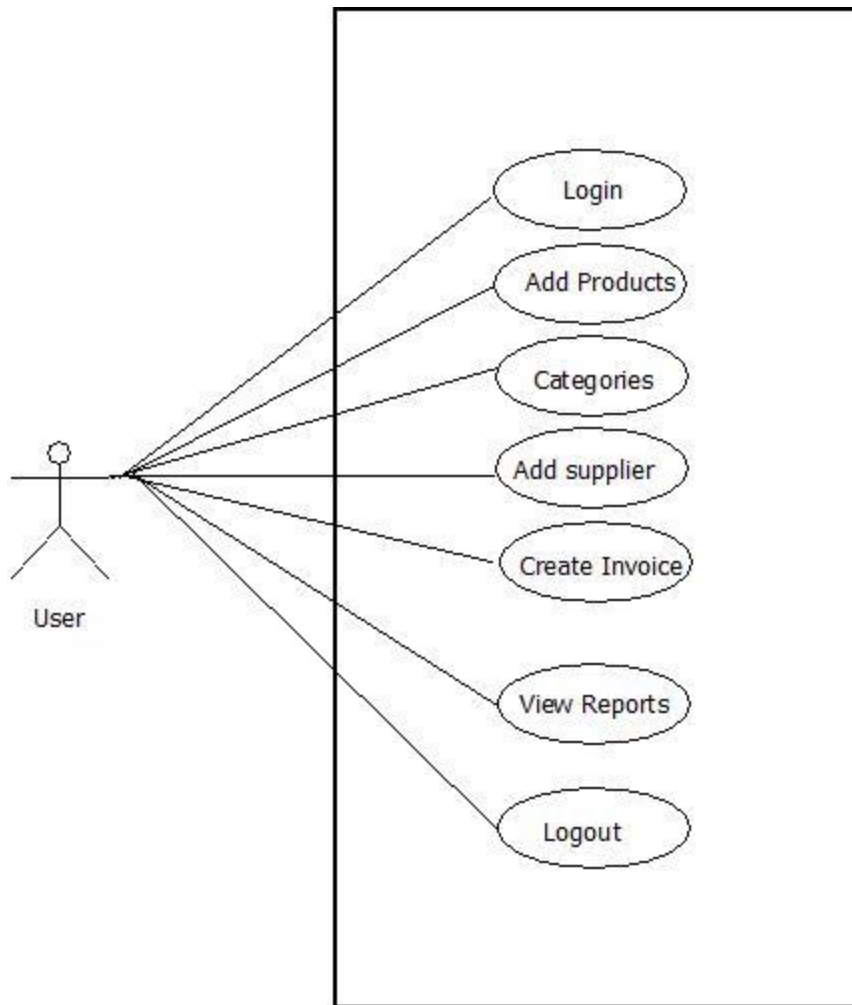 Login
Add Products
Categories
Add supplier
Create Invoice
User
View Reports
Logout